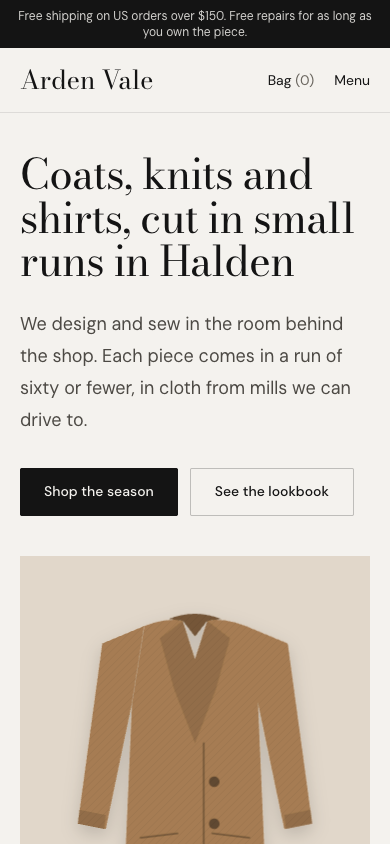 Free shipping on US orders over $150. Free repairs for as long as
you own the piece.
Arden Vale
Bag (0)
Menu
Coats, knits and
shirts, cut in small
runs in Halden
We design and sew in the room behind
the shop. Each piece comes in a run of
sixty or fewer, in cloth from mills we can
drive to.
Shop the season
See the lookbook